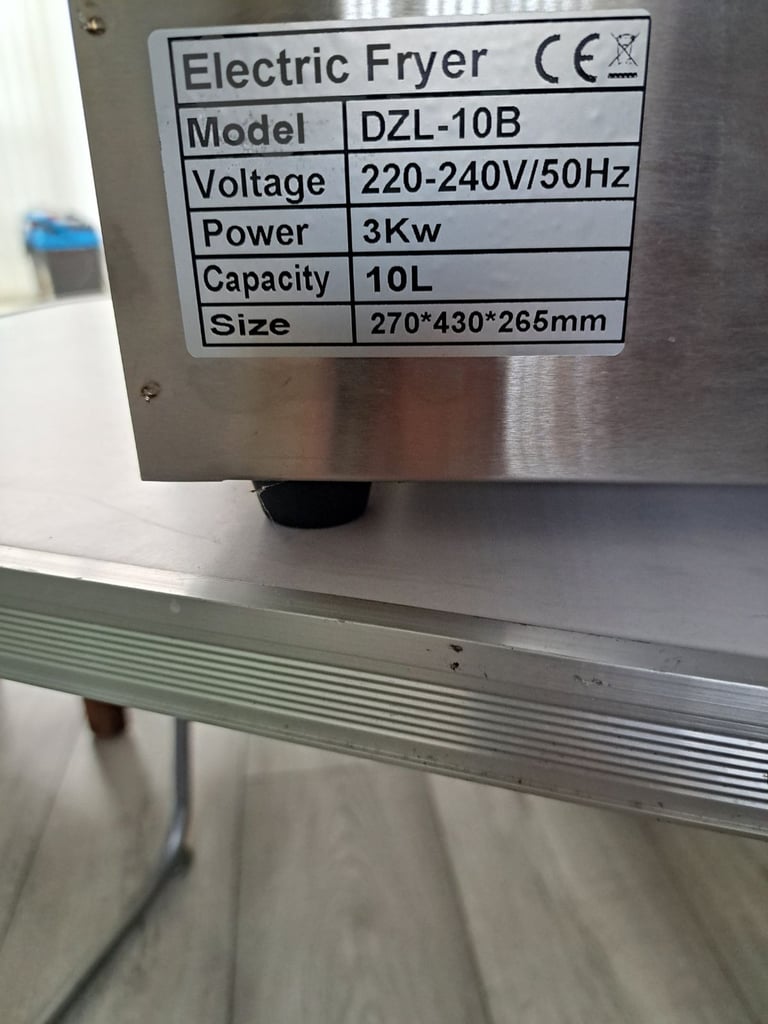 Electric Fryer CE
Model DZL-10B
Voltage 220-240V/50Hz
Power 3Kw
Capacity 10L
Size 270*430*265mm